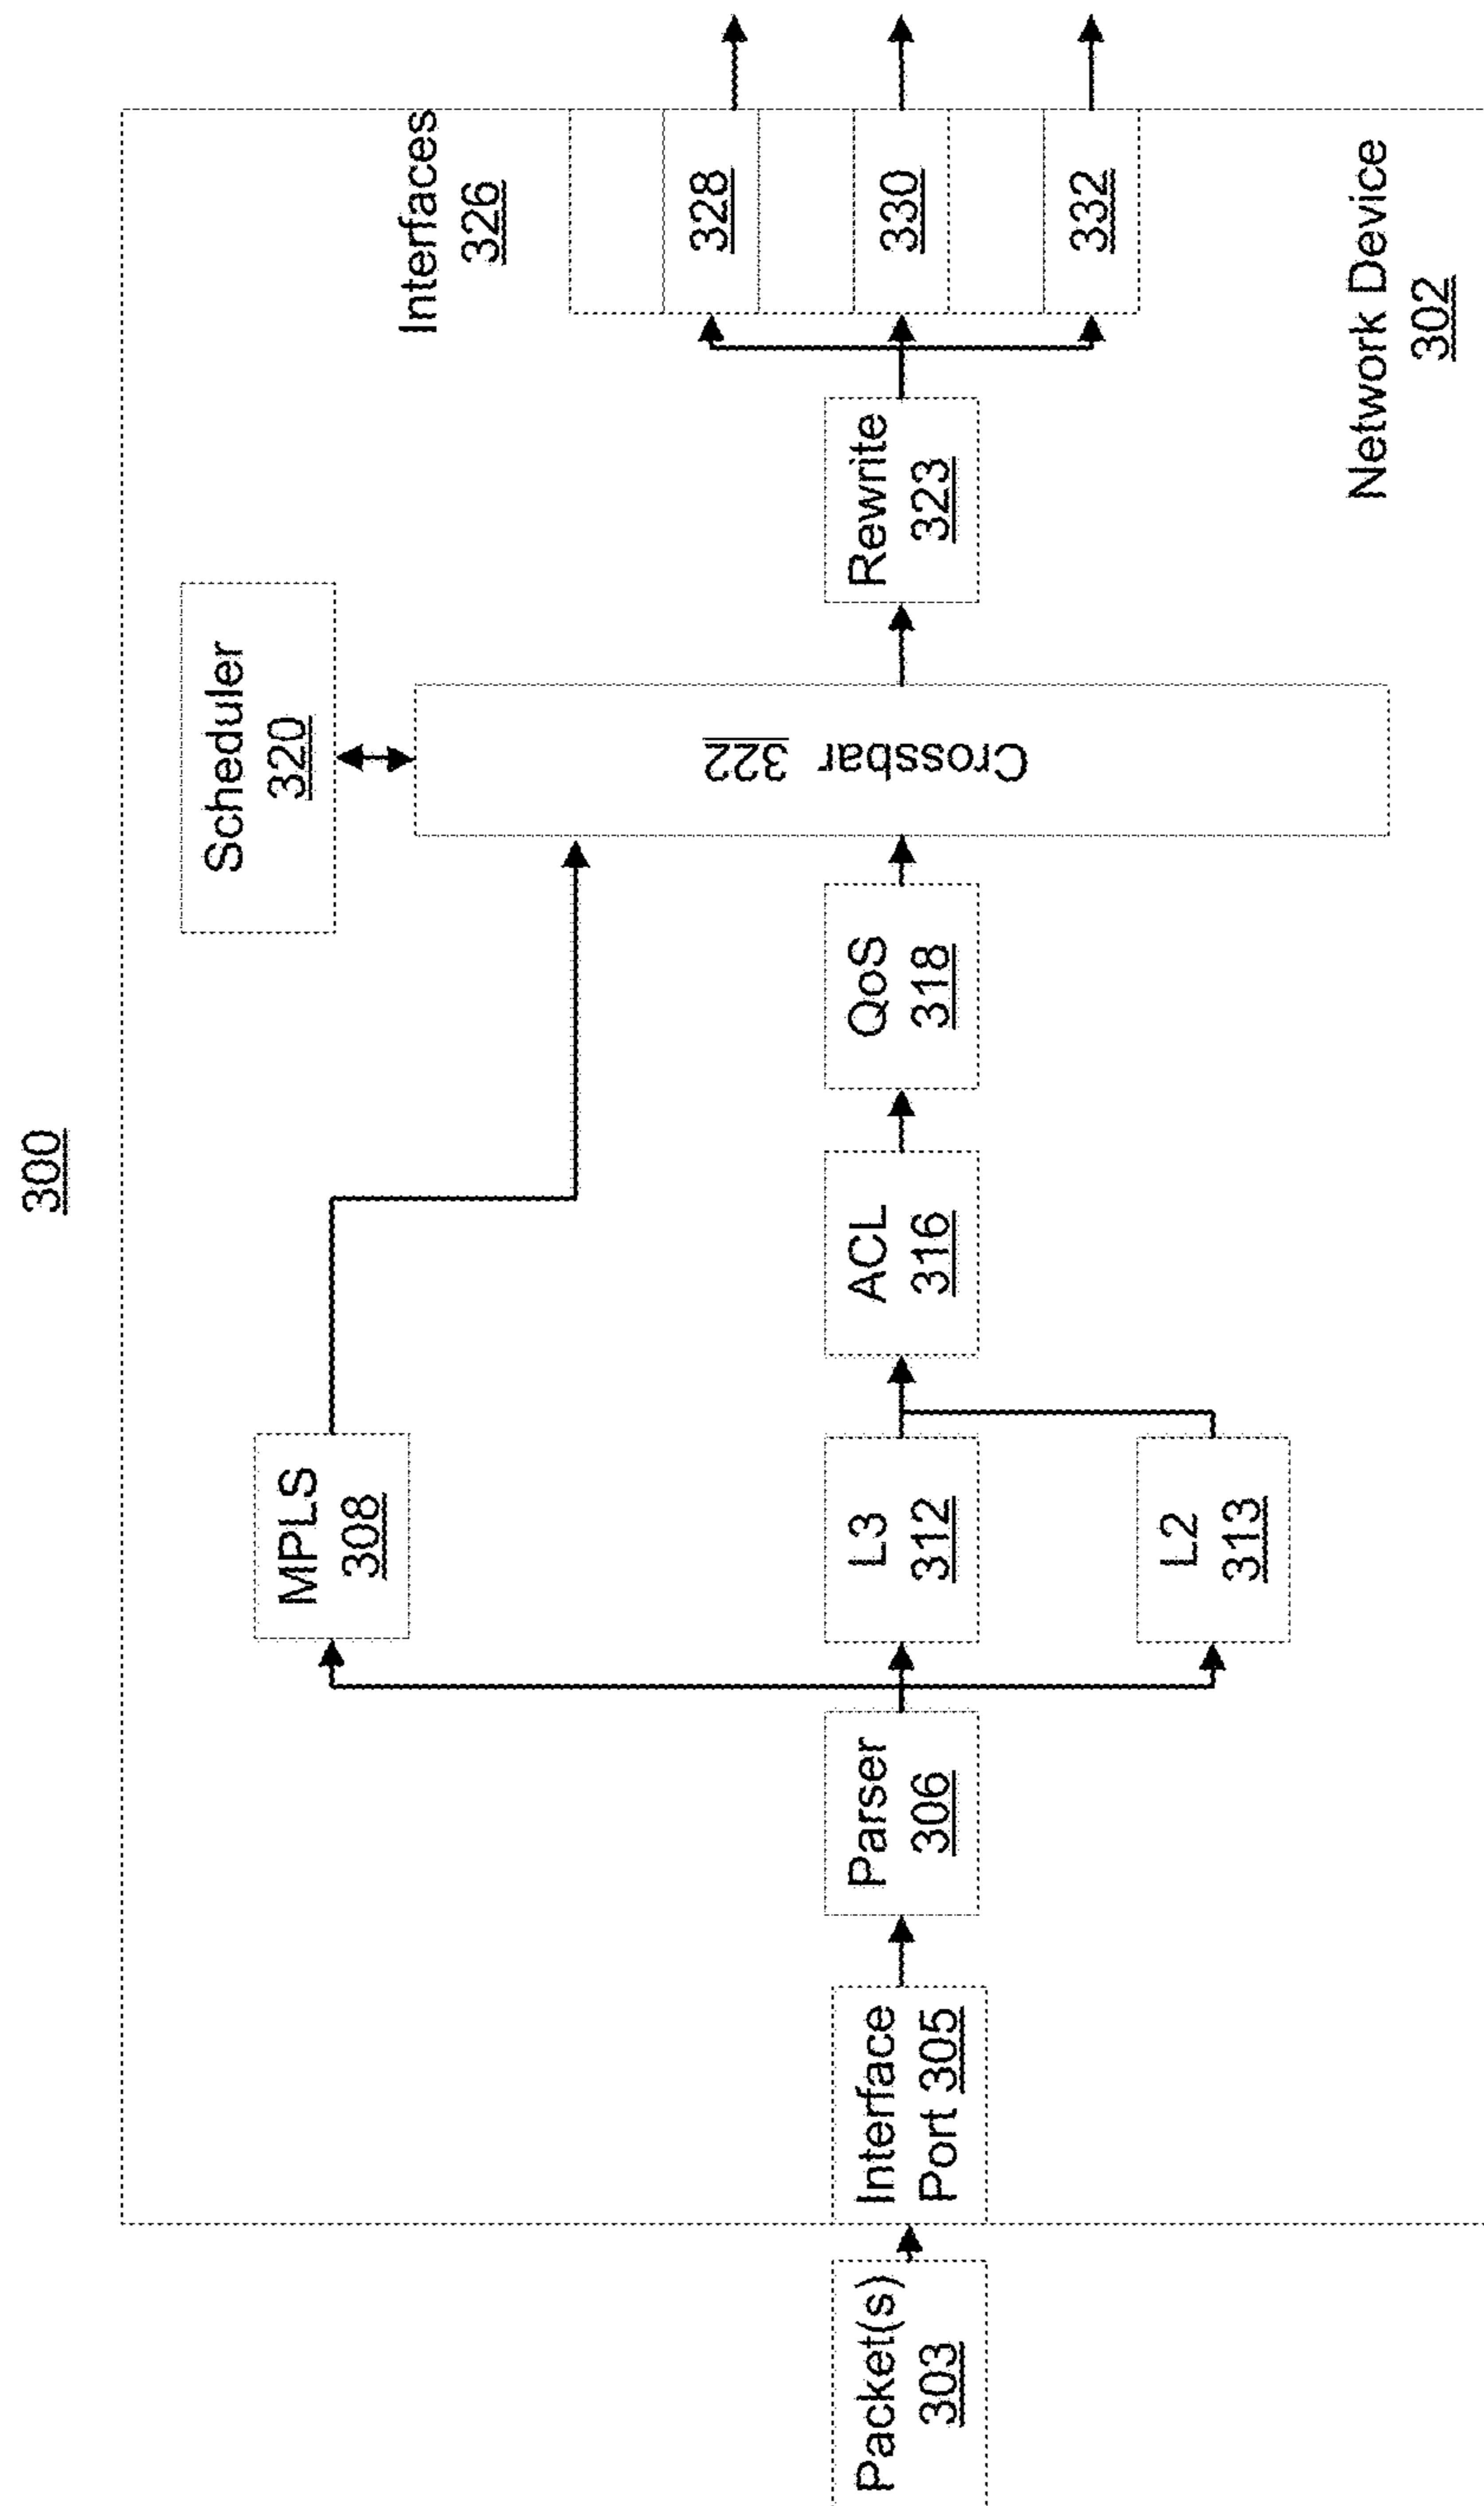 300
Packet(s)
303
Interface
Port 305
Parser
306
MPLS
308
L3
312
L2
313
ACL
316
QoS
318
Scheduler
320
Crossbar 322
Rewrite
323
Interfaces
326
328
330
332
Network Device
302